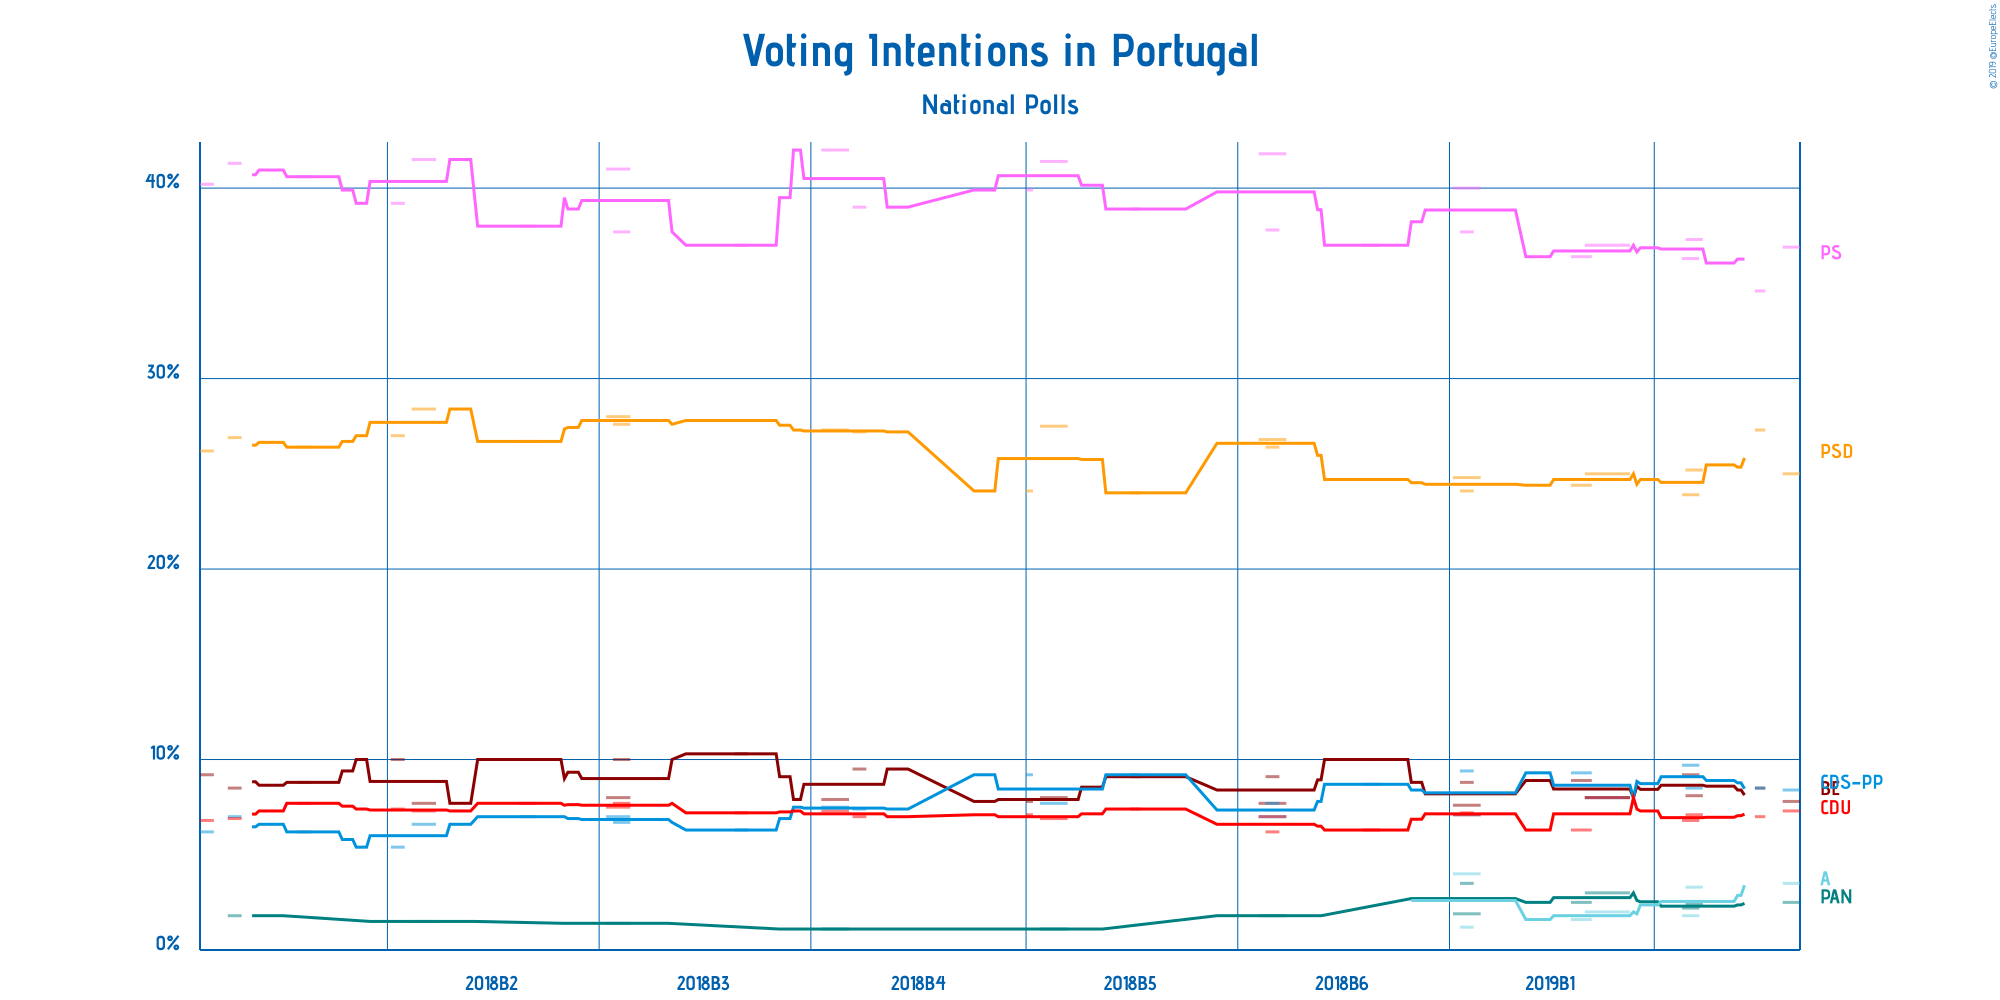 Voting Intentions in Portugal
National Polls
© 2019 @EuropeElects
40%
30%
20%
10%
0%
PS
PSD
CDS-PP
BE
CDU
A
PAN
2018B2
2018B3
2018B4
2018B5
2018B6
2019B1